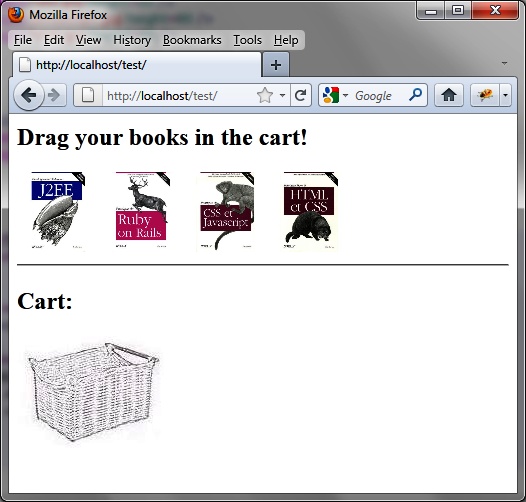 Mozilla Firefox
File Edit View History Bookmarks Tools Help
http://localhost/test/
http://localhost/test/ Google
Drag your books in the cart!
J2EE
Ruby
on Rails
CSS et
Javascript
HTML
et CSS
Cart: